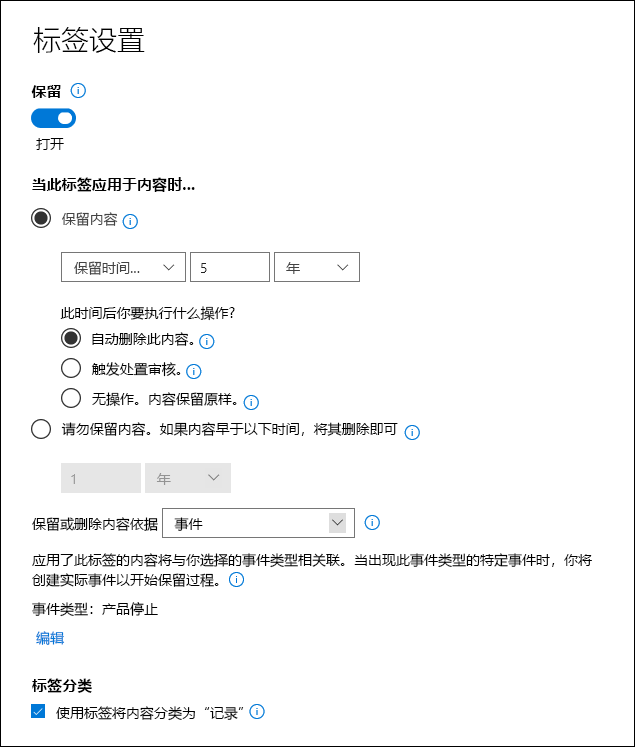 标签设置
保留
打开
当此标签应用于内容时...
保留内容
保留时间... 5 年
此时间后你要执行什么操作?
自动删除此内容。
触发处置审核。
无操作。内容保留原样。
请勿保留内容。如果内容早于以下时间，将其删除即可
1 年
保留或删除内容依据 事件
应用了此标签的内容将与你选择的事件类型相关联。当出现此事件类型的特定事件时，你将
创建实际事件以开始保留过程。
事件类型：产品停止
编辑
标签分类
使用标签将内容分类为“记录”